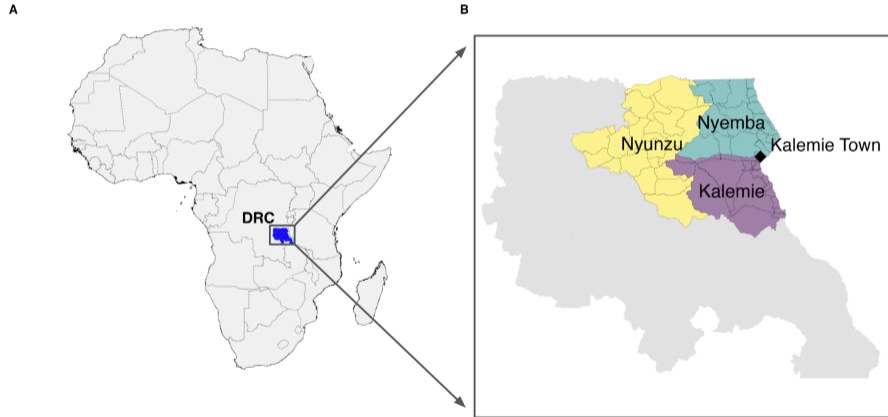 A
B
DRC
Nyemba
Nyunzu
Kalemie Town
Kalemie